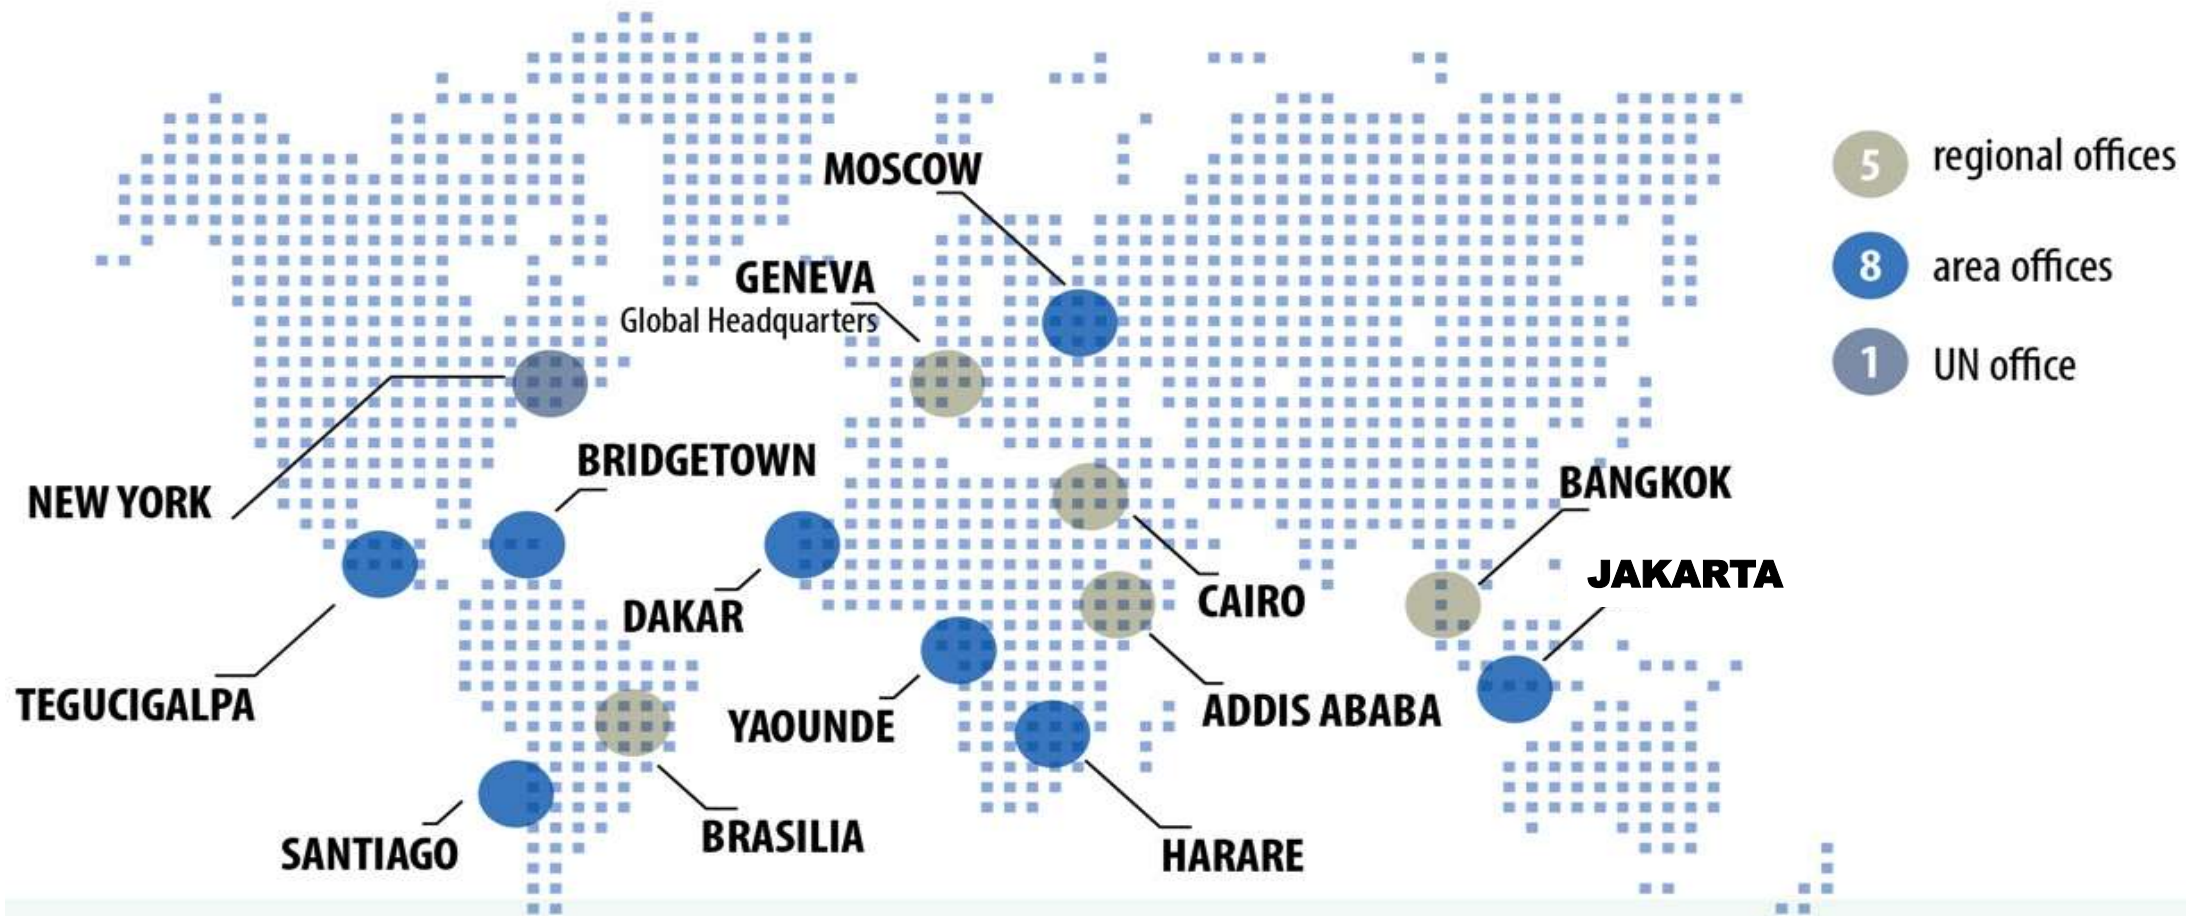 MOSCOW
5 regional offices
GENEVA
Global Headquarters
8 area offices
1 UN office
NEW YORK
BRIDGETOWN
BANGKOK
JAKARTA
DAKAR
CAIRO
TEGUCIGALPA
YAOUNDE
ADDIS ABABA
BRASILIA
SANTIAGO
HARARE